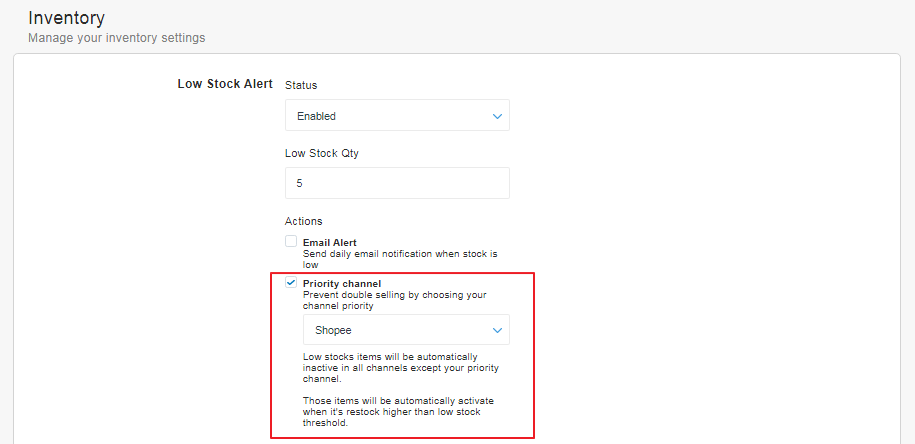 Inventory
Manage your inventory settings
Low Stock Alert
Status
Enabled
Low Stock Qty
5
Actions
Email Alert
Send daily email notification when stock is
low
Priority channel
Prevent double selling by choosing your
channel priority
Shopee
Low stocks items will be automatically
inactive in all channels except your priority
channel.
Those items will be automatically activate
when it's restock higher than low stock
threshold.